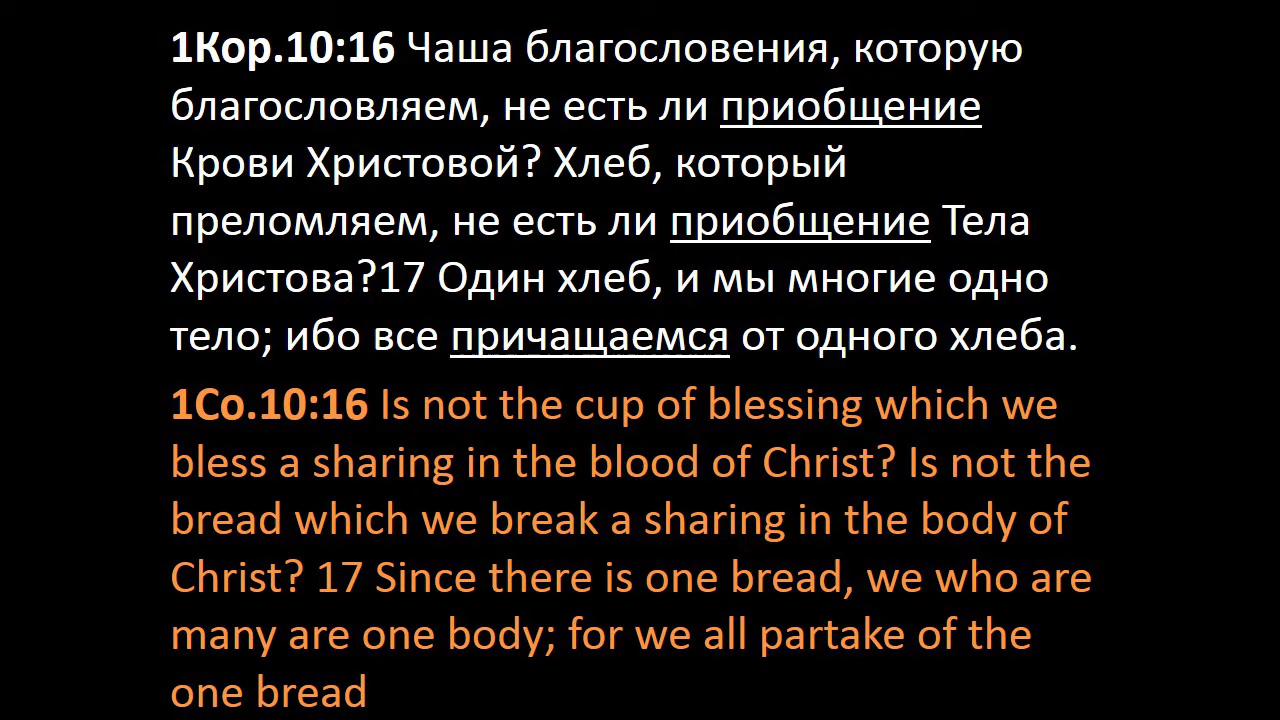 1Кор.10:16 Чаша благословения, которую
благословляем, не есть ли приобщение
Крови Христовой? Хлеб, который
преломляем, не есть ли приобщение Тела
Христова?17 Один хлеб, и мы многие одно
тело; ибо все причащаемся от одного хлеба.
1Co.10:16 Is not the cup of blessing which we
bless a sharing in the blood of Christ? Is not the
bread which we break a sharing in the body of
Christ? 17 Since there is one bread, we who are
many are one body; for we all partake of the
one bread